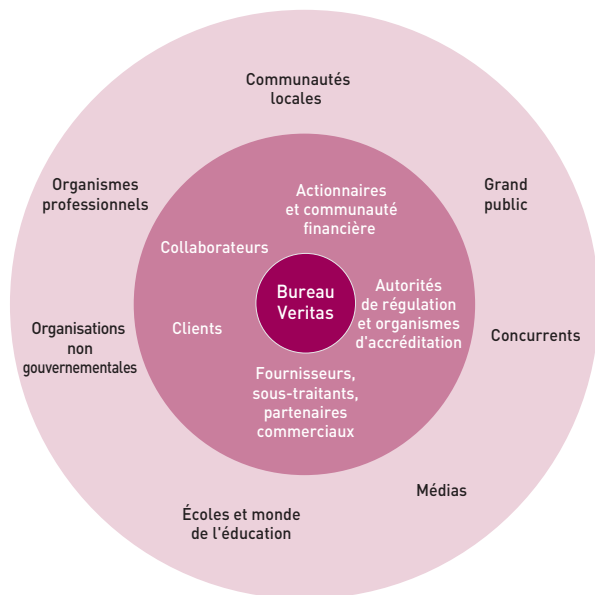 Communautés
locales
Organismes
professionnels
Grand
public
Actionnaires
et communauté
financière
Collaborateurs
Bureau
Veritas
Autorités
de régulation
et organismes
d'accréditation
Clients
Organisations
non
gouvernementales
Concurrents
Fournisseurs,
sous-traitants,
partenaires
commerciaux
Médias
Écoles et monde
de l'éducation